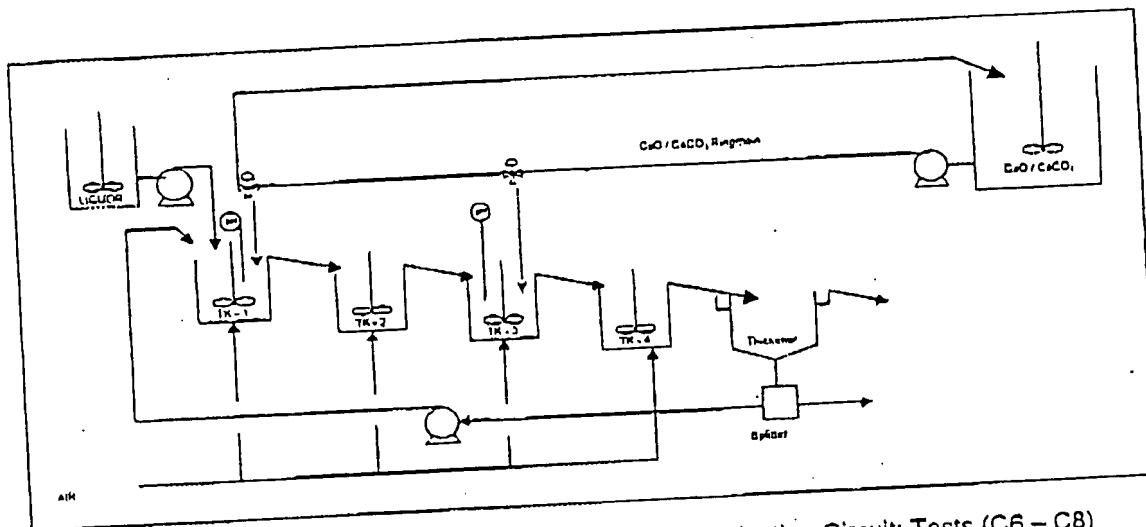 CaO / CaCO₃ Ringmain
LIQUOR
CaO / CaCO₃
TK-1
TK-2
TK-3
TK-4
Thickener
Splitter
AIR
Circuit Tests (C6 – C8)